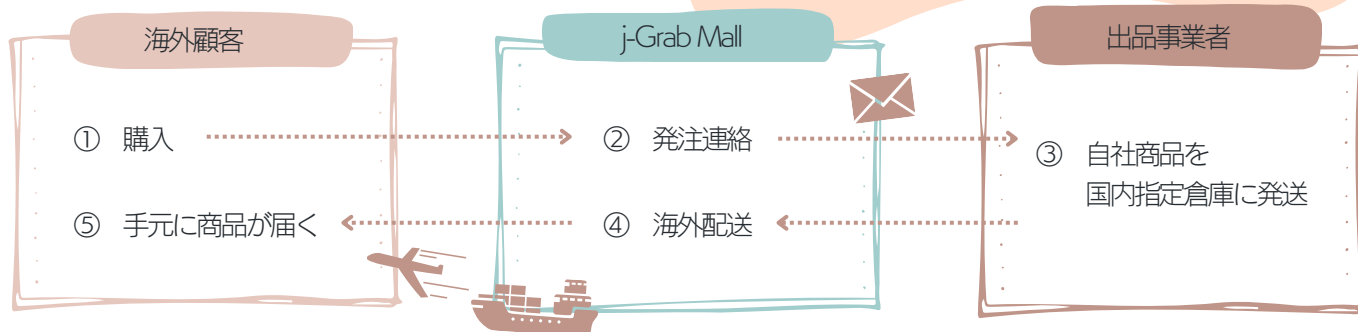 海外顧客
j-Grab Mall
出品事業者
① 購入
② 発注連絡
③ 自社商品を
国内指定倉庫に発送
④ 海外配送
⑤ 手元に商品が届く